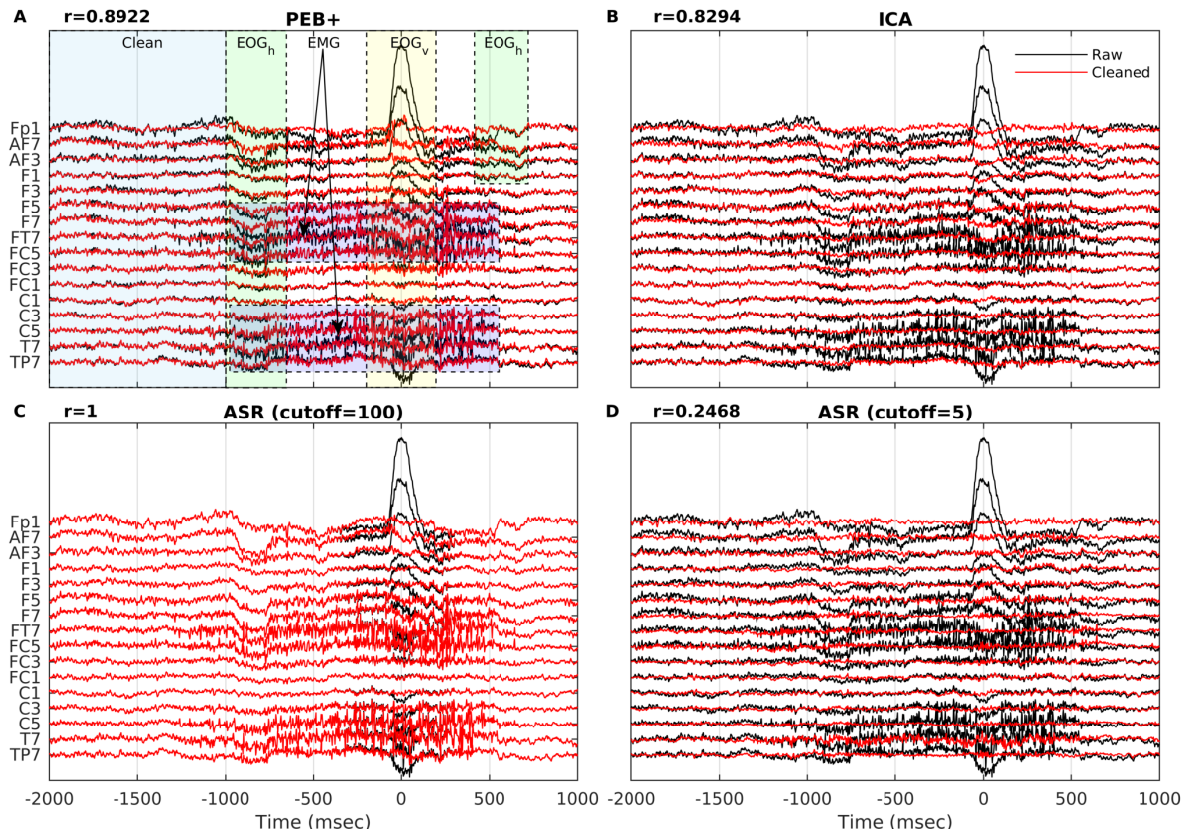 A r=0.8922 PEB+
Clean EOGh EMG EOGv EOGh
Fp1
AF7
AF3
F1
F3
F5
F7
FT7
FC5
FC3
FC1
C1
C3
C5
T7
TP7
B r=0.8294 ICA
Raw
Cleaned
C r=1 ASR (cutoff=100)
Fp1
AF7
AF3
F1
F3
F5
F7
FT7
FC5
FC3
FC1
C1
C3
C5
T7
TP7
-2000 -1500 -1000 -500 0 500 1000
Time (msec)
D r=0.2468 ASR (cutoff=5)
-2000 -1500 -1000 -500 0 500 1000
Time (msec)